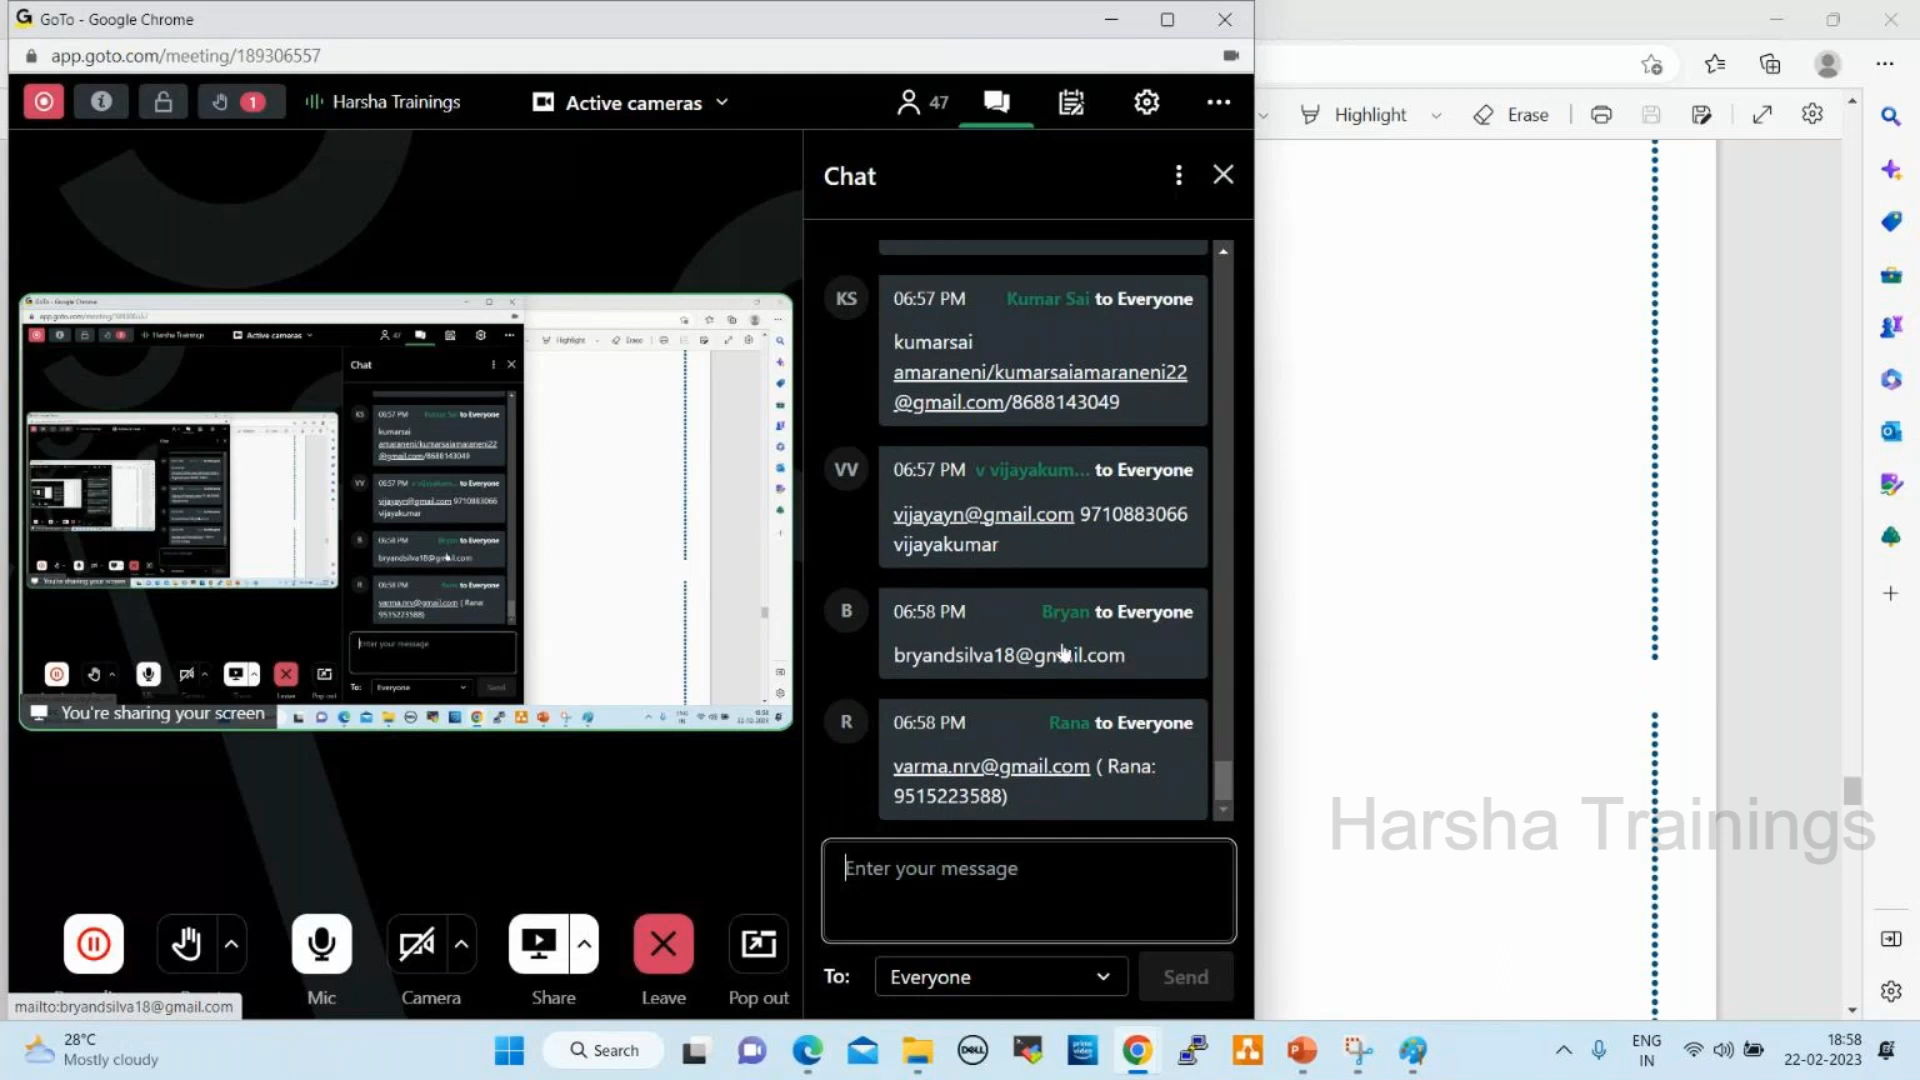 GoTo - Google Chrome
app.goto.com/meeting/189306557
1
Harsha Trainings
Active cameras
47
Highlight
Erase
Chat
KS
06:57 PM Kumar Sai to Everyone
kumarsai
amaraneni/kumarsaiamaraneni22
@gmail.com/8688143049
VV
06:57 PM v vijayakum... to Everyone
vijayayn@gmail.com 9710883066
vijayakumar
B
06:58 PM Bryan to Everyone
bryandsilva18@gmail.com
R
06:58 PM Rana to Everyone
varma.nrv@gmail.com ( Rana:
9515223588)
Enter your message
To: Everyone Send
You're sharing your screen
Mic
Camera
Share
Leave
Pop out
mailto:bryandsilva18@gmail.com
Harsha Trainings
28°C
Mostly cloudy
Search
DELL
prime video
ENG
IN
18:58
22-02-2023